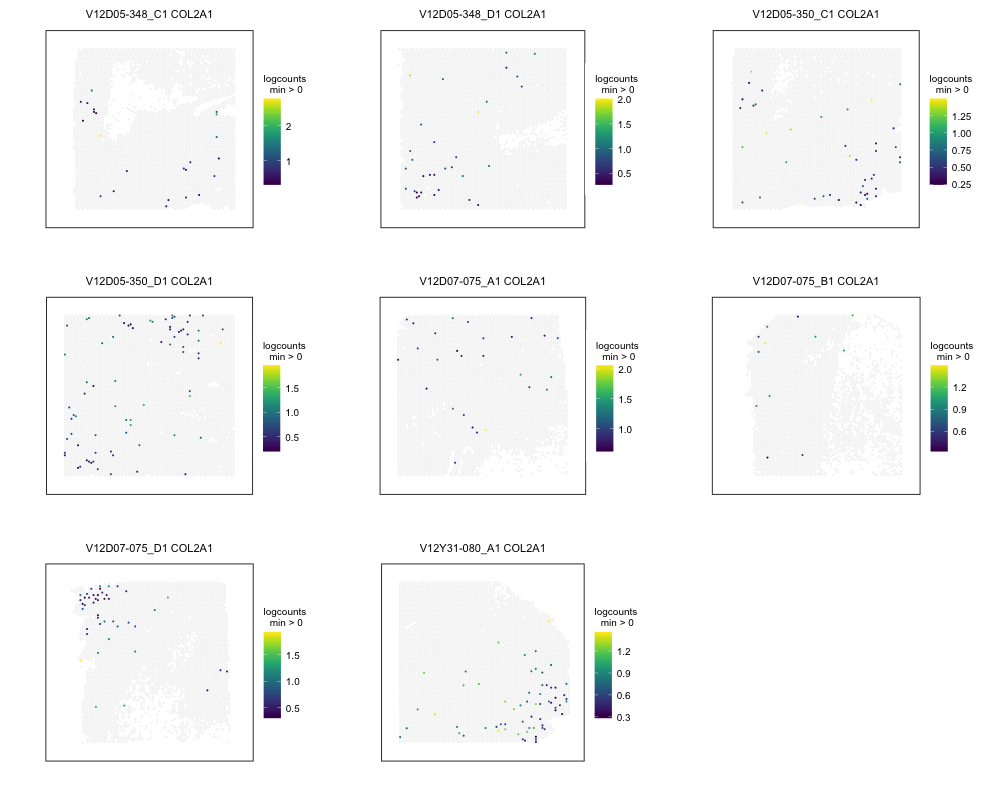 V12D05-348_C1 COL2A1
logcounts
min > 0
2
1
V12D05-348_D1 COL2A1
logcounts
min > 0
2.0
1.5
1.0
0.5
V12D05-350_C1 COL2A1
logcounts
min > 0
1.25
1.00
0.75
0.50
0.25
V12D05-350_D1 COL2A1
logcounts
min > 0
1.5
1.0
0.5
V12D07-075_A1 COL2A1
logcounts
min > 0
2.0
1.5
1.0
V12D07-075_B1 COL2A1
logcounts
min > 0
1.2
0.9
0.6
V12D07-075_D1 COL2A1
logcounts
min > 0
1.5
1.0
0.5
V12Y31-080_A1 COL2A1
logcounts
min > 0
1.2
0.9
0.6
0.3